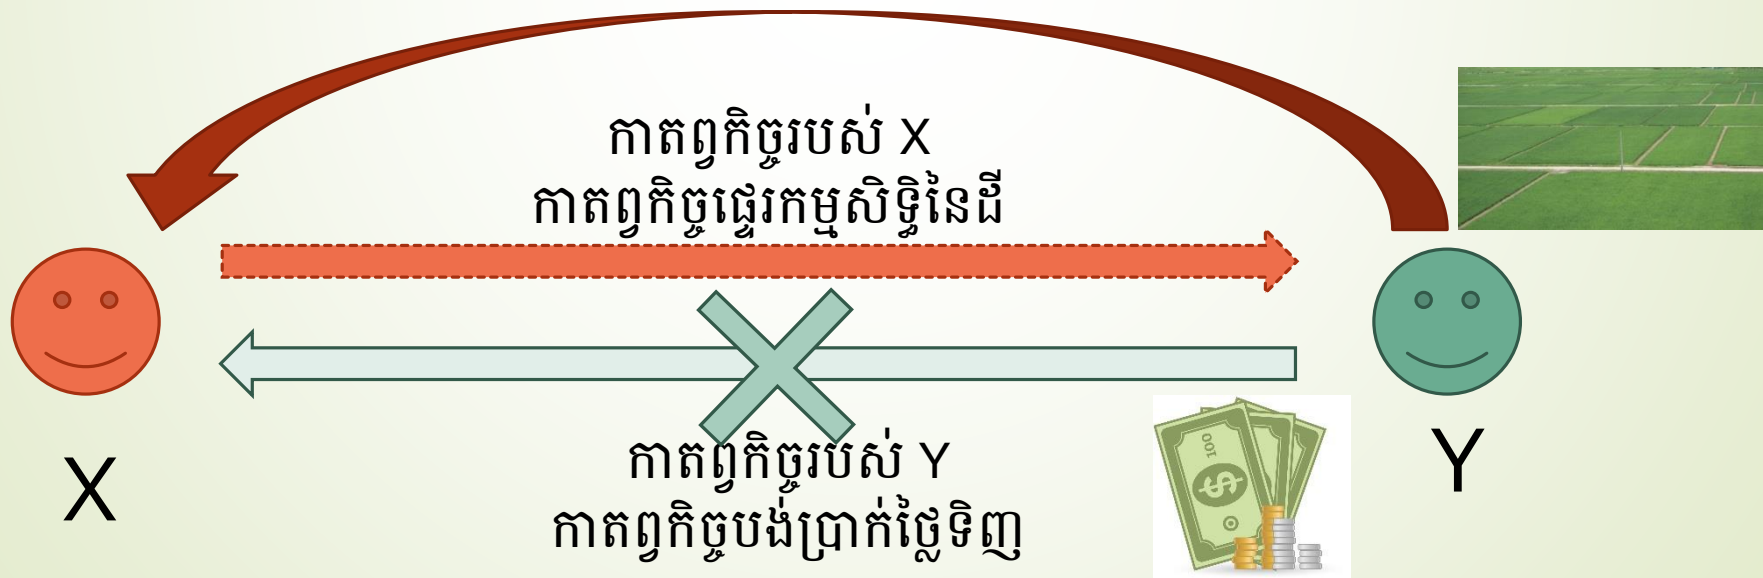 កាតព្វកិច្ចរបស់ X
កាតព្វកិច្ចផ្ទេរកម្មសិទ្ធិនៃដី
កាតព្វកិច្ចរបស់ Y
កាតព្វកិច្ចបង់ប្រាក់ថ្លៃទិញ
X
Y
100
$